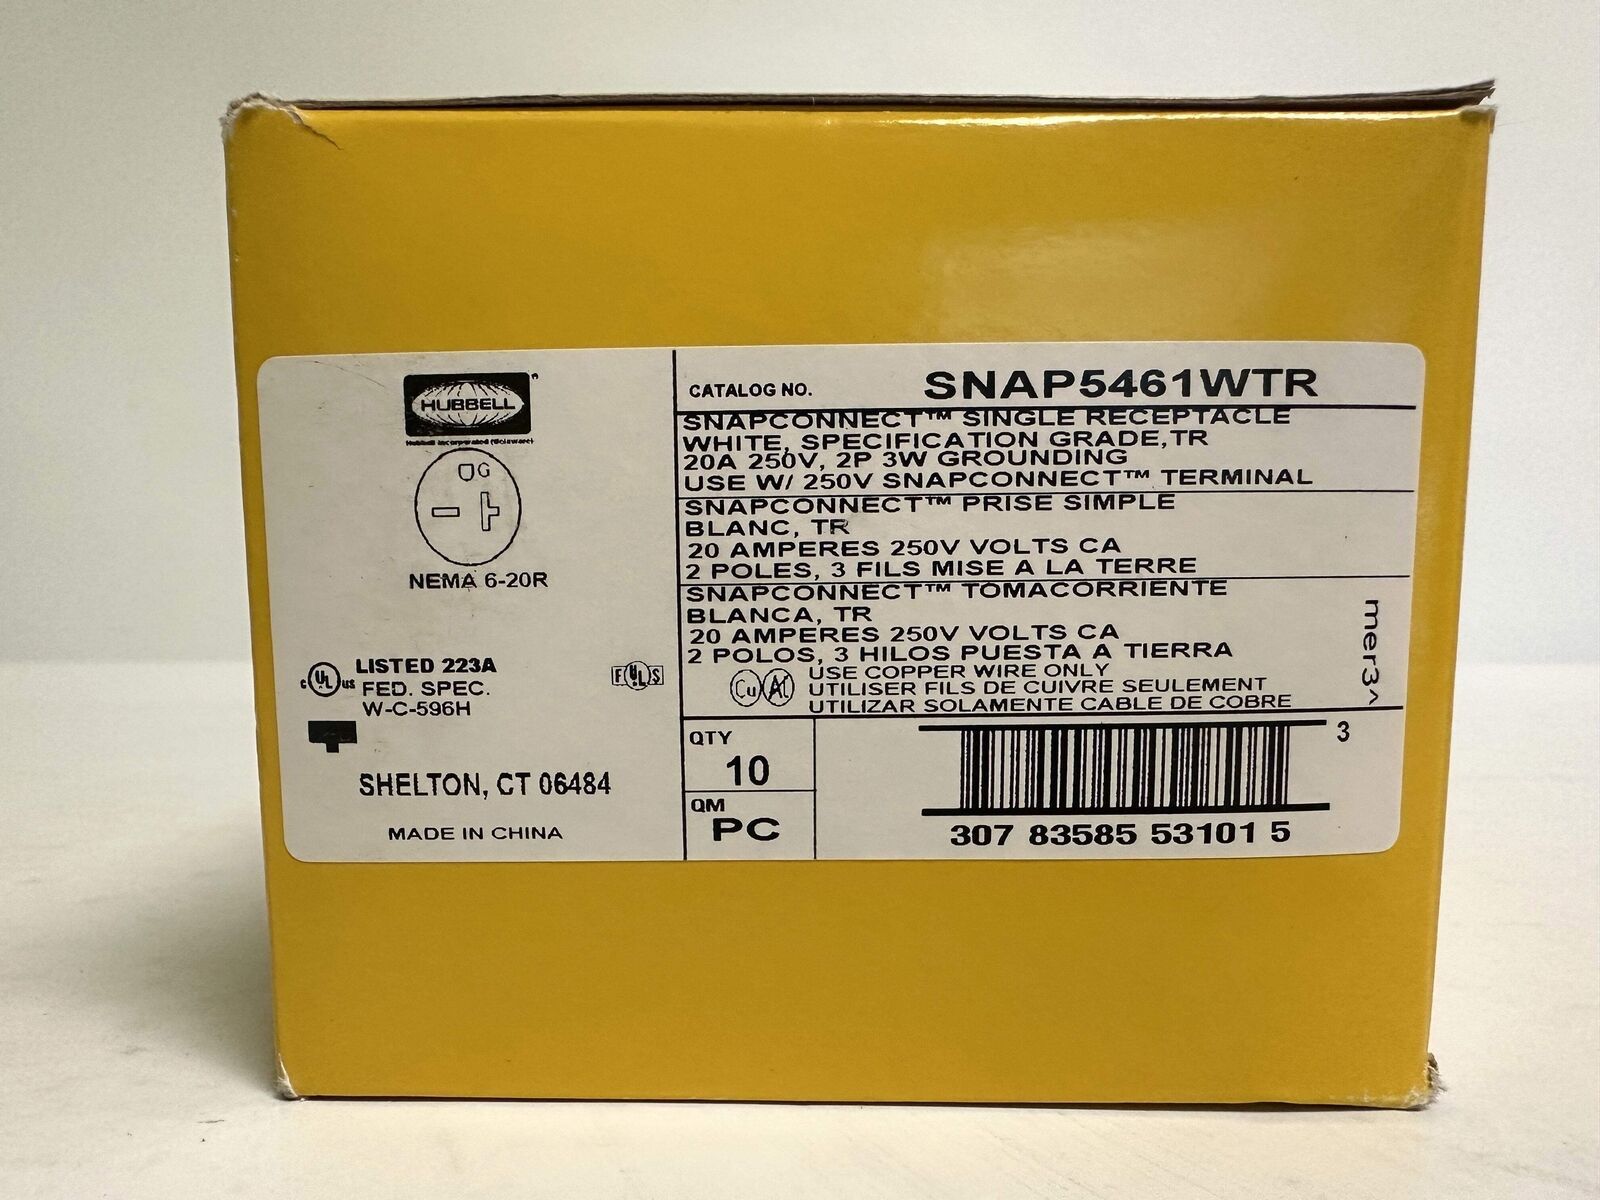 HUBBELL
Hubbell Incorporated (Delaware)
G
NEMA 6-20R
C UL US LISTED 223A
FED. SPEC.
W-C-596H
F UL S
SHELTON, CT 06484
MADE IN CHINA
CATALOG NO. SNAP5461WTR
SNAPCONNECT™ SINGLE RECEPTACLE
WHITE, SPECIFICATION GRADE,TR
20A 250V, 2P 3W GROUNDING
USE W/ 250V SNAPCONNECT™ TERMINAL
SNAPCONNECT™ PRISE SIMPLE
BLANC, TR
20 AMPERES 250V VOLTS CA
2 POLES, 3 FILS MISE A LA TERRE
SNAPCONNECT™ TOMACORRIENTE
BLANCA, TR
20 AMPERES 250V VOLTS CA
2 POLOS, 3 HILOS PUESTA A TIERRA
Cu
USE COPPER WIRE ONLY
UTILISER FILS DE CUIVRE SEULEMENT
UTILIZAR SOLAMENTE CABLE DE COBRE
mer3^
QTY
10
QM
PC
3
307 83585 53101 5